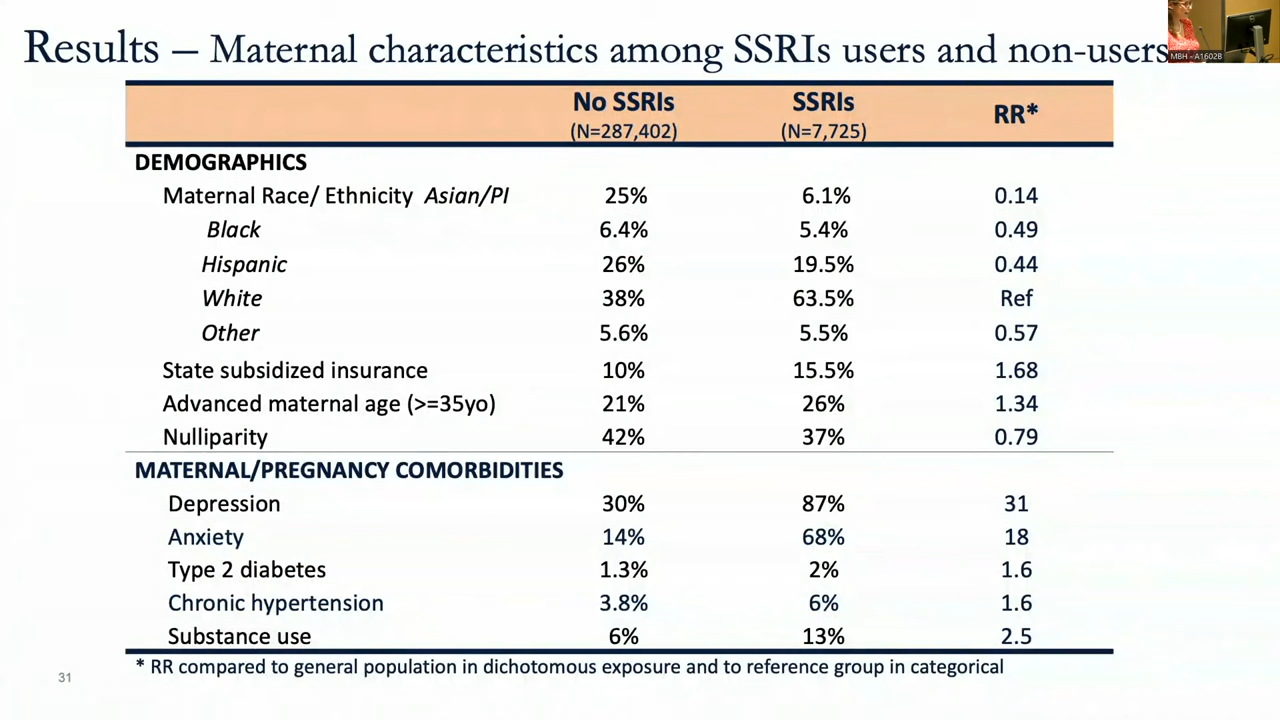 Results – Maternal characteristics among SSRIs users and non-users
MBH - A1602B
No SSRIs SSRIs RR*
(N=287,402) (N=7,725)
DEMOGRAPHICS
Maternal Race/ Ethnicity Asian/PI 25% 6.1% 0.14
Black 6.4% 5.4% 0.49
Hispanic 26% 19.5% 0.44
White 38% 63.5% Ref
Other 5.6% 5.5% 0.57
State subsidized insurance 10% 15.5% 1.68
Advanced maternal age (>=35yo) 21% 26% 1.34
Nulliparity 42% 37% 0.79
MATERNAL/PREGNANCY COMORBIDITIES
Depression 30% 87% 31
Anxiety 14% 68% 18
Type 2 diabetes 1.3% 2% 1.6
Chronic hypertension 3.8% 6% 1.6
Substance use 6% 13% 2.5
* RR compared to general population in dichotomous exposure and to reference group in categorical
31